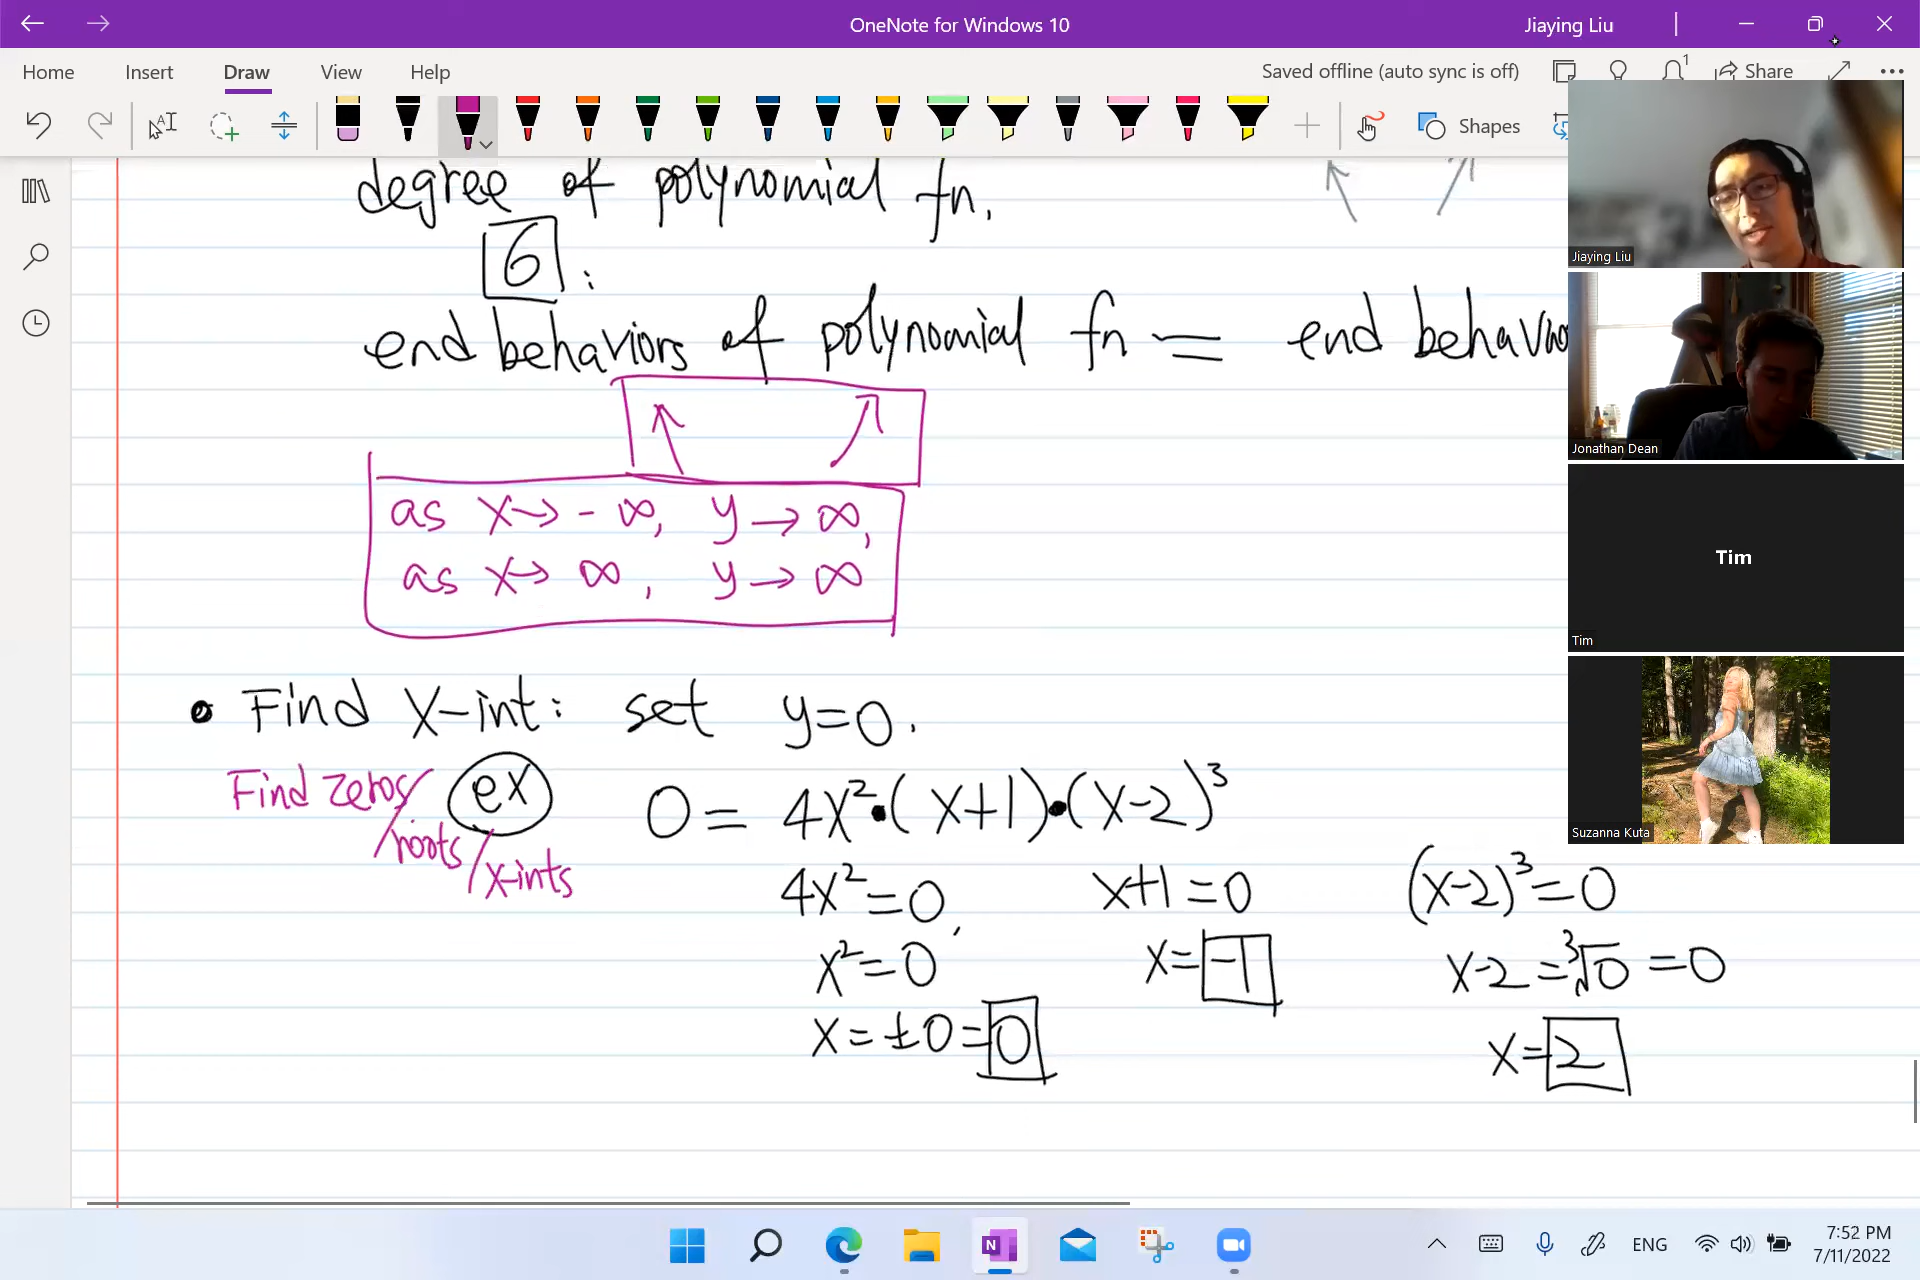 OneNote for Windows 10
Jiaying Liu
Home Insert Draw View Help
Saved offline (auto sync is off)
1
Share
Shapes
degree of polynomial fn.
6 :
end behaviors of polynomial fn = end behavio
as x→ -∞, y→∞,
as x→ ∞, y→∞
• Find x-int: set y=0.
Find zeros/
/roots/
x-ints
ex
0 = 4x²•(x+1)•(x-2)³
4x²=0, x+1=0 (x-2)³=0
x²=0 x=-1 x-2=∛0=0
x=±0=0 x=2
Jiaying Liu
Jonathan Dean
Tim
Tim
Suzanna Kuta
N
ENG
7:52 PM
7/11/2022